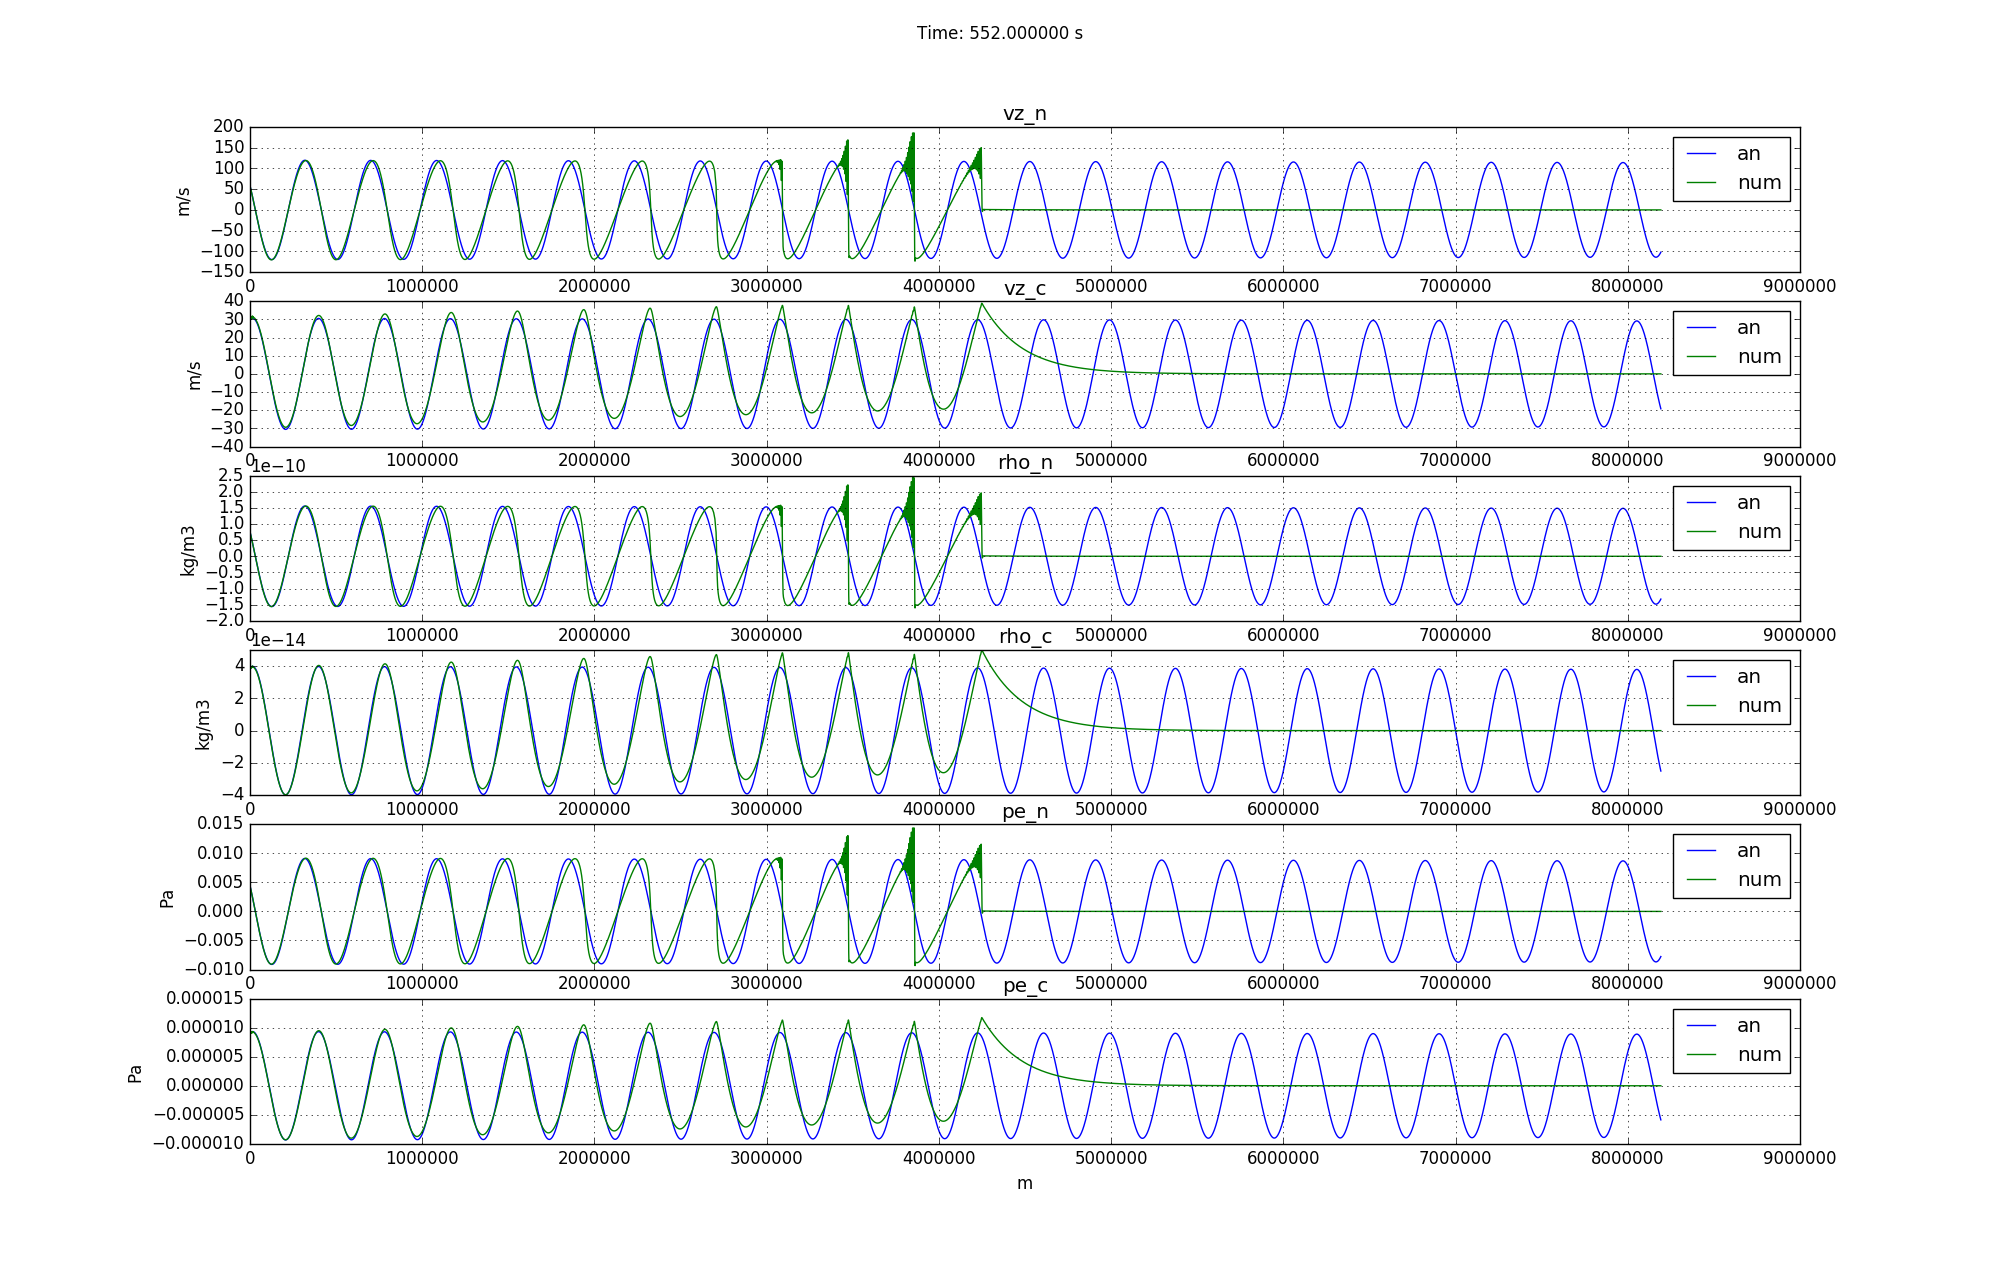 Time: 552.000000 s
vz_n
200
150
100
50
0
−50
−100
−150
m/s
an
num
0 1000000 2000000 3000000 4000000 5000000 6000000 7000000 8000000 9000000
vz_c
40
30
20
10
0
−10
−20
−30
−40
m/s
an
num
0 1000000 2000000 3000000 4000000 5000000 6000000 7000000 8000000 9000000
1e−10
rho_n
2.5
2.0
1.5
1.0
0.5
0.0
−0.5
−1.0
−1.5
−2.0
kg/m3
an
num
0 1000000 2000000 3000000 4000000 5000000 6000000 7000000 8000000 9000000
1e−14
rho_c
4
2
0
−2
−4
kg/m3
an
num
0 1000000 2000000 3000000 4000000 5000000 6000000 7000000 8000000 9000000
pe_n
0.015
0.010
0.005
0.000
−0.005
−0.010
Pa
an
num
0 1000000 2000000 3000000 4000000 5000000 6000000 7000000 8000000 9000000
pe_c
0.000015
0.000010
0.000005
0.000000
−0.000005
−0.000010
Pa
an
num
0 1000000 2000000 3000000 4000000 5000000 6000000 7000000 8000000 9000000
m